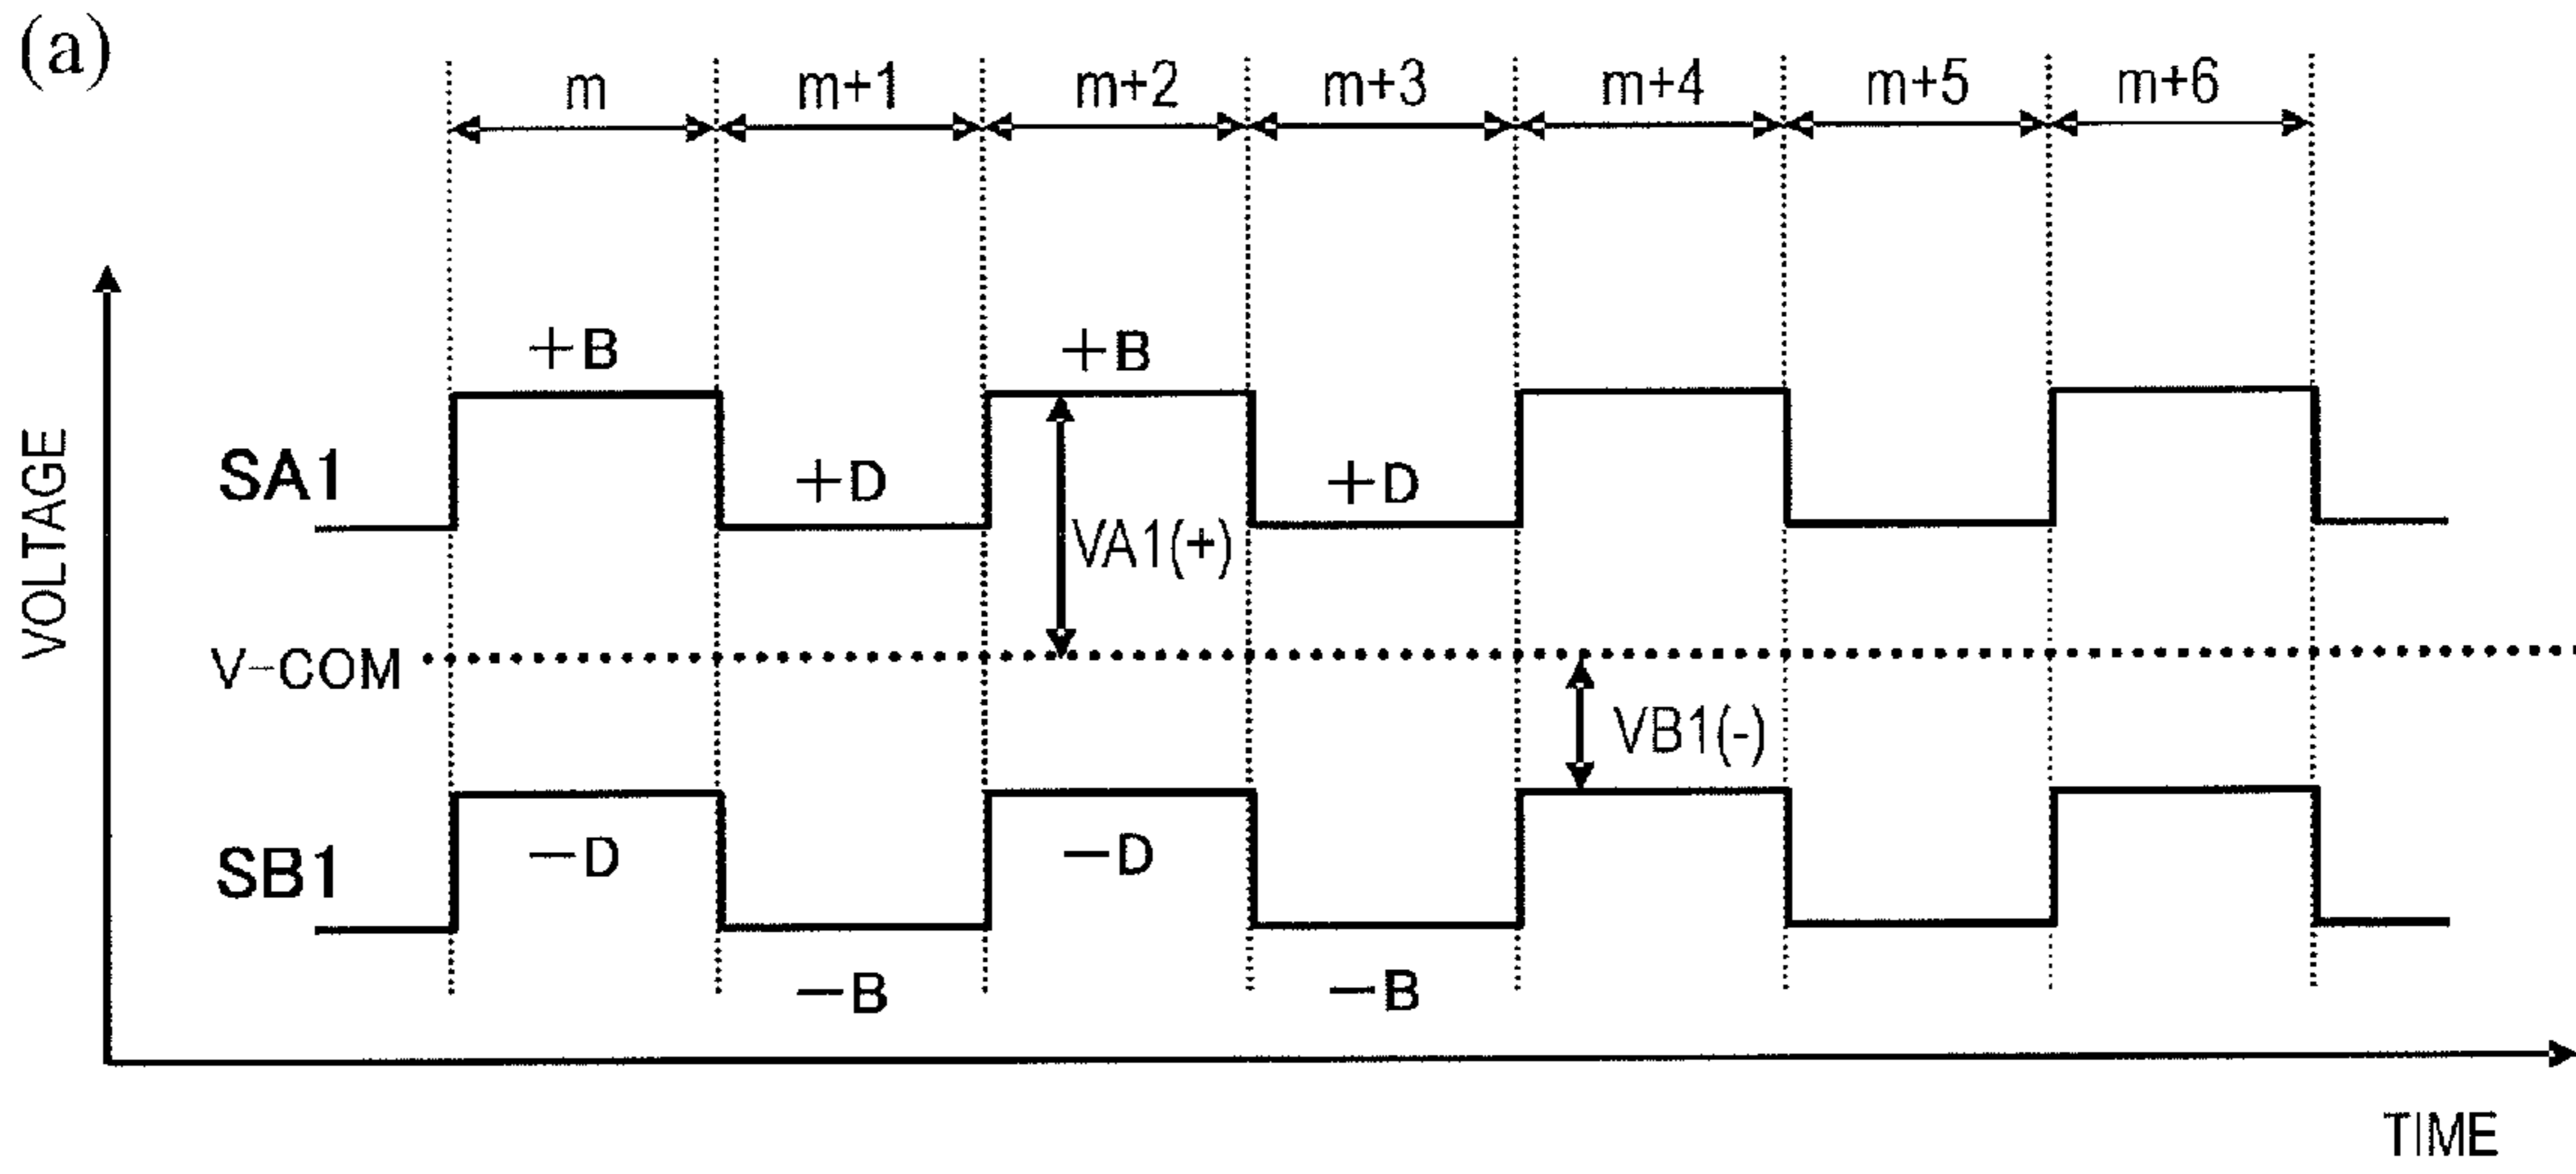 (a)
m m+1 m+2 m+3 m+4 m+5 m+6
+B +B
SA1 +D +D
VA1(+)
VOLTAGE
V-COM
VB1(-)
SB1 -D -D
-B -B
TIME